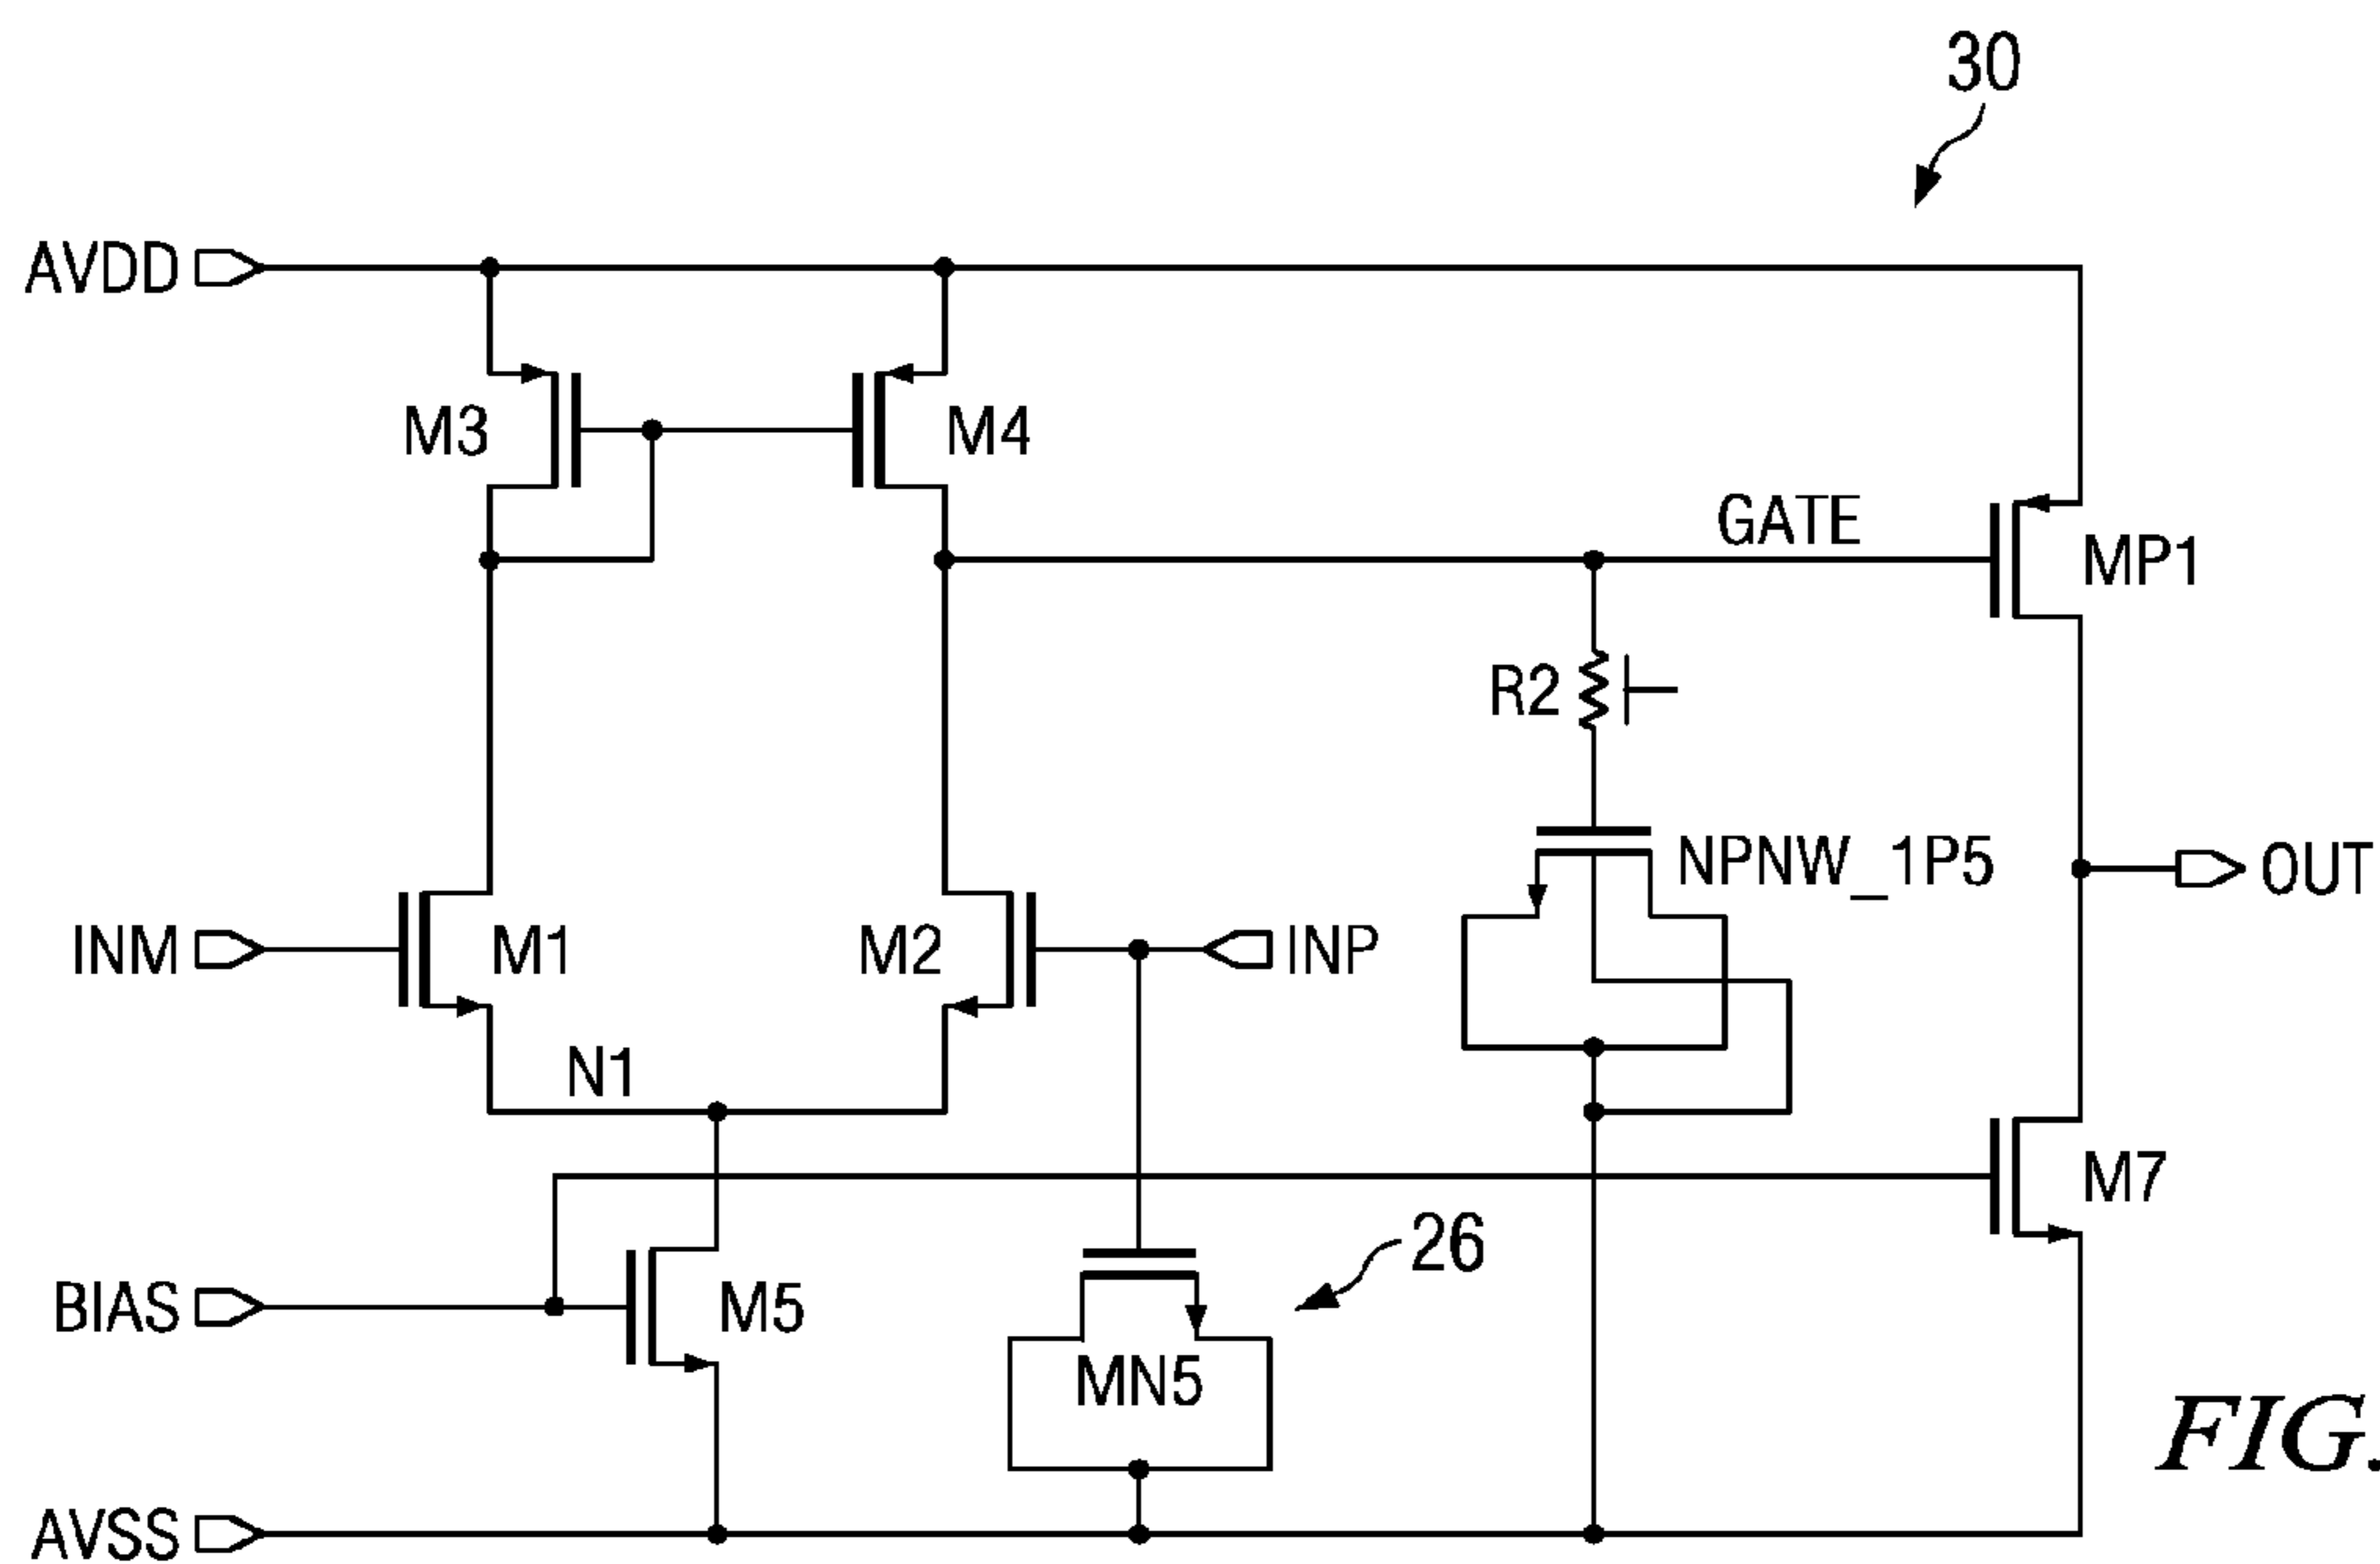 30
AVDD
M3
M4
GATE
MP1
R2
NPNW_1P5
OUT
INM
M1
M2
INP
N1
M7
BIAS
M5
26
MN5
FIG.
AVSS